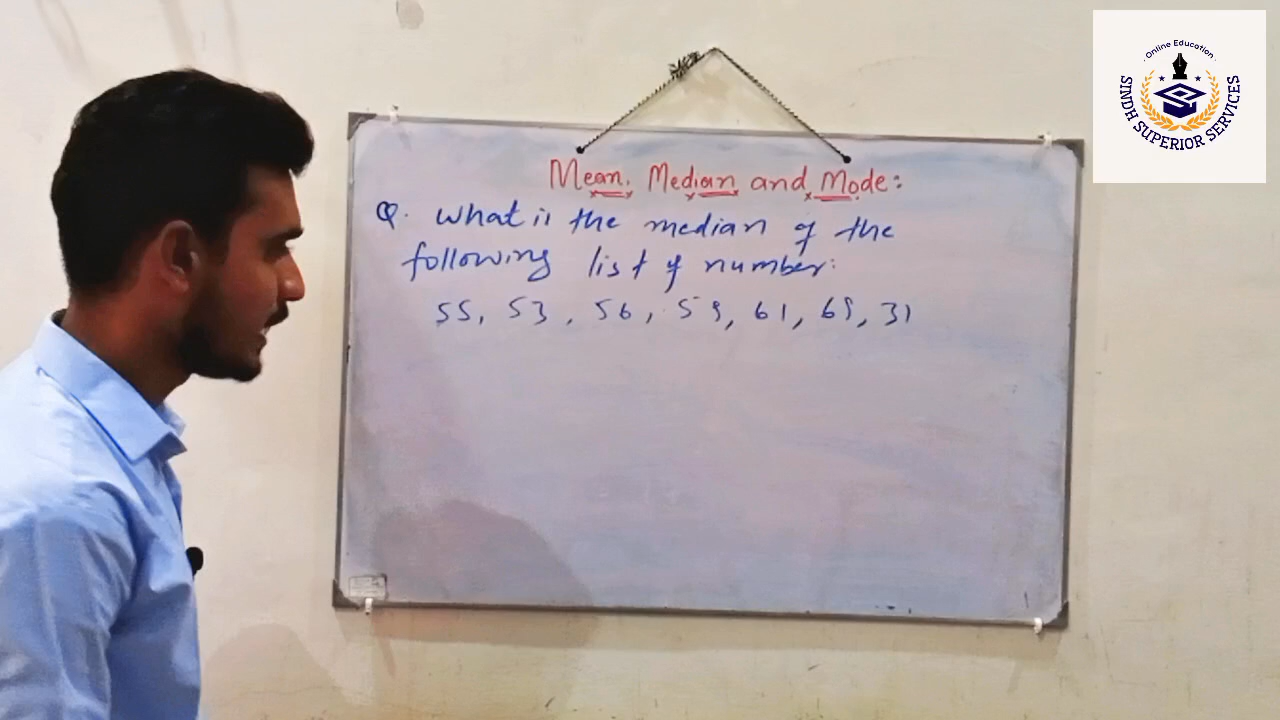 Mean, Median and Mode:
Q. What is the median of the
following list of number:
55, 53, 56, 59, 61, 69, 31
Online Education
SINDH SUPERIOR SERVICES